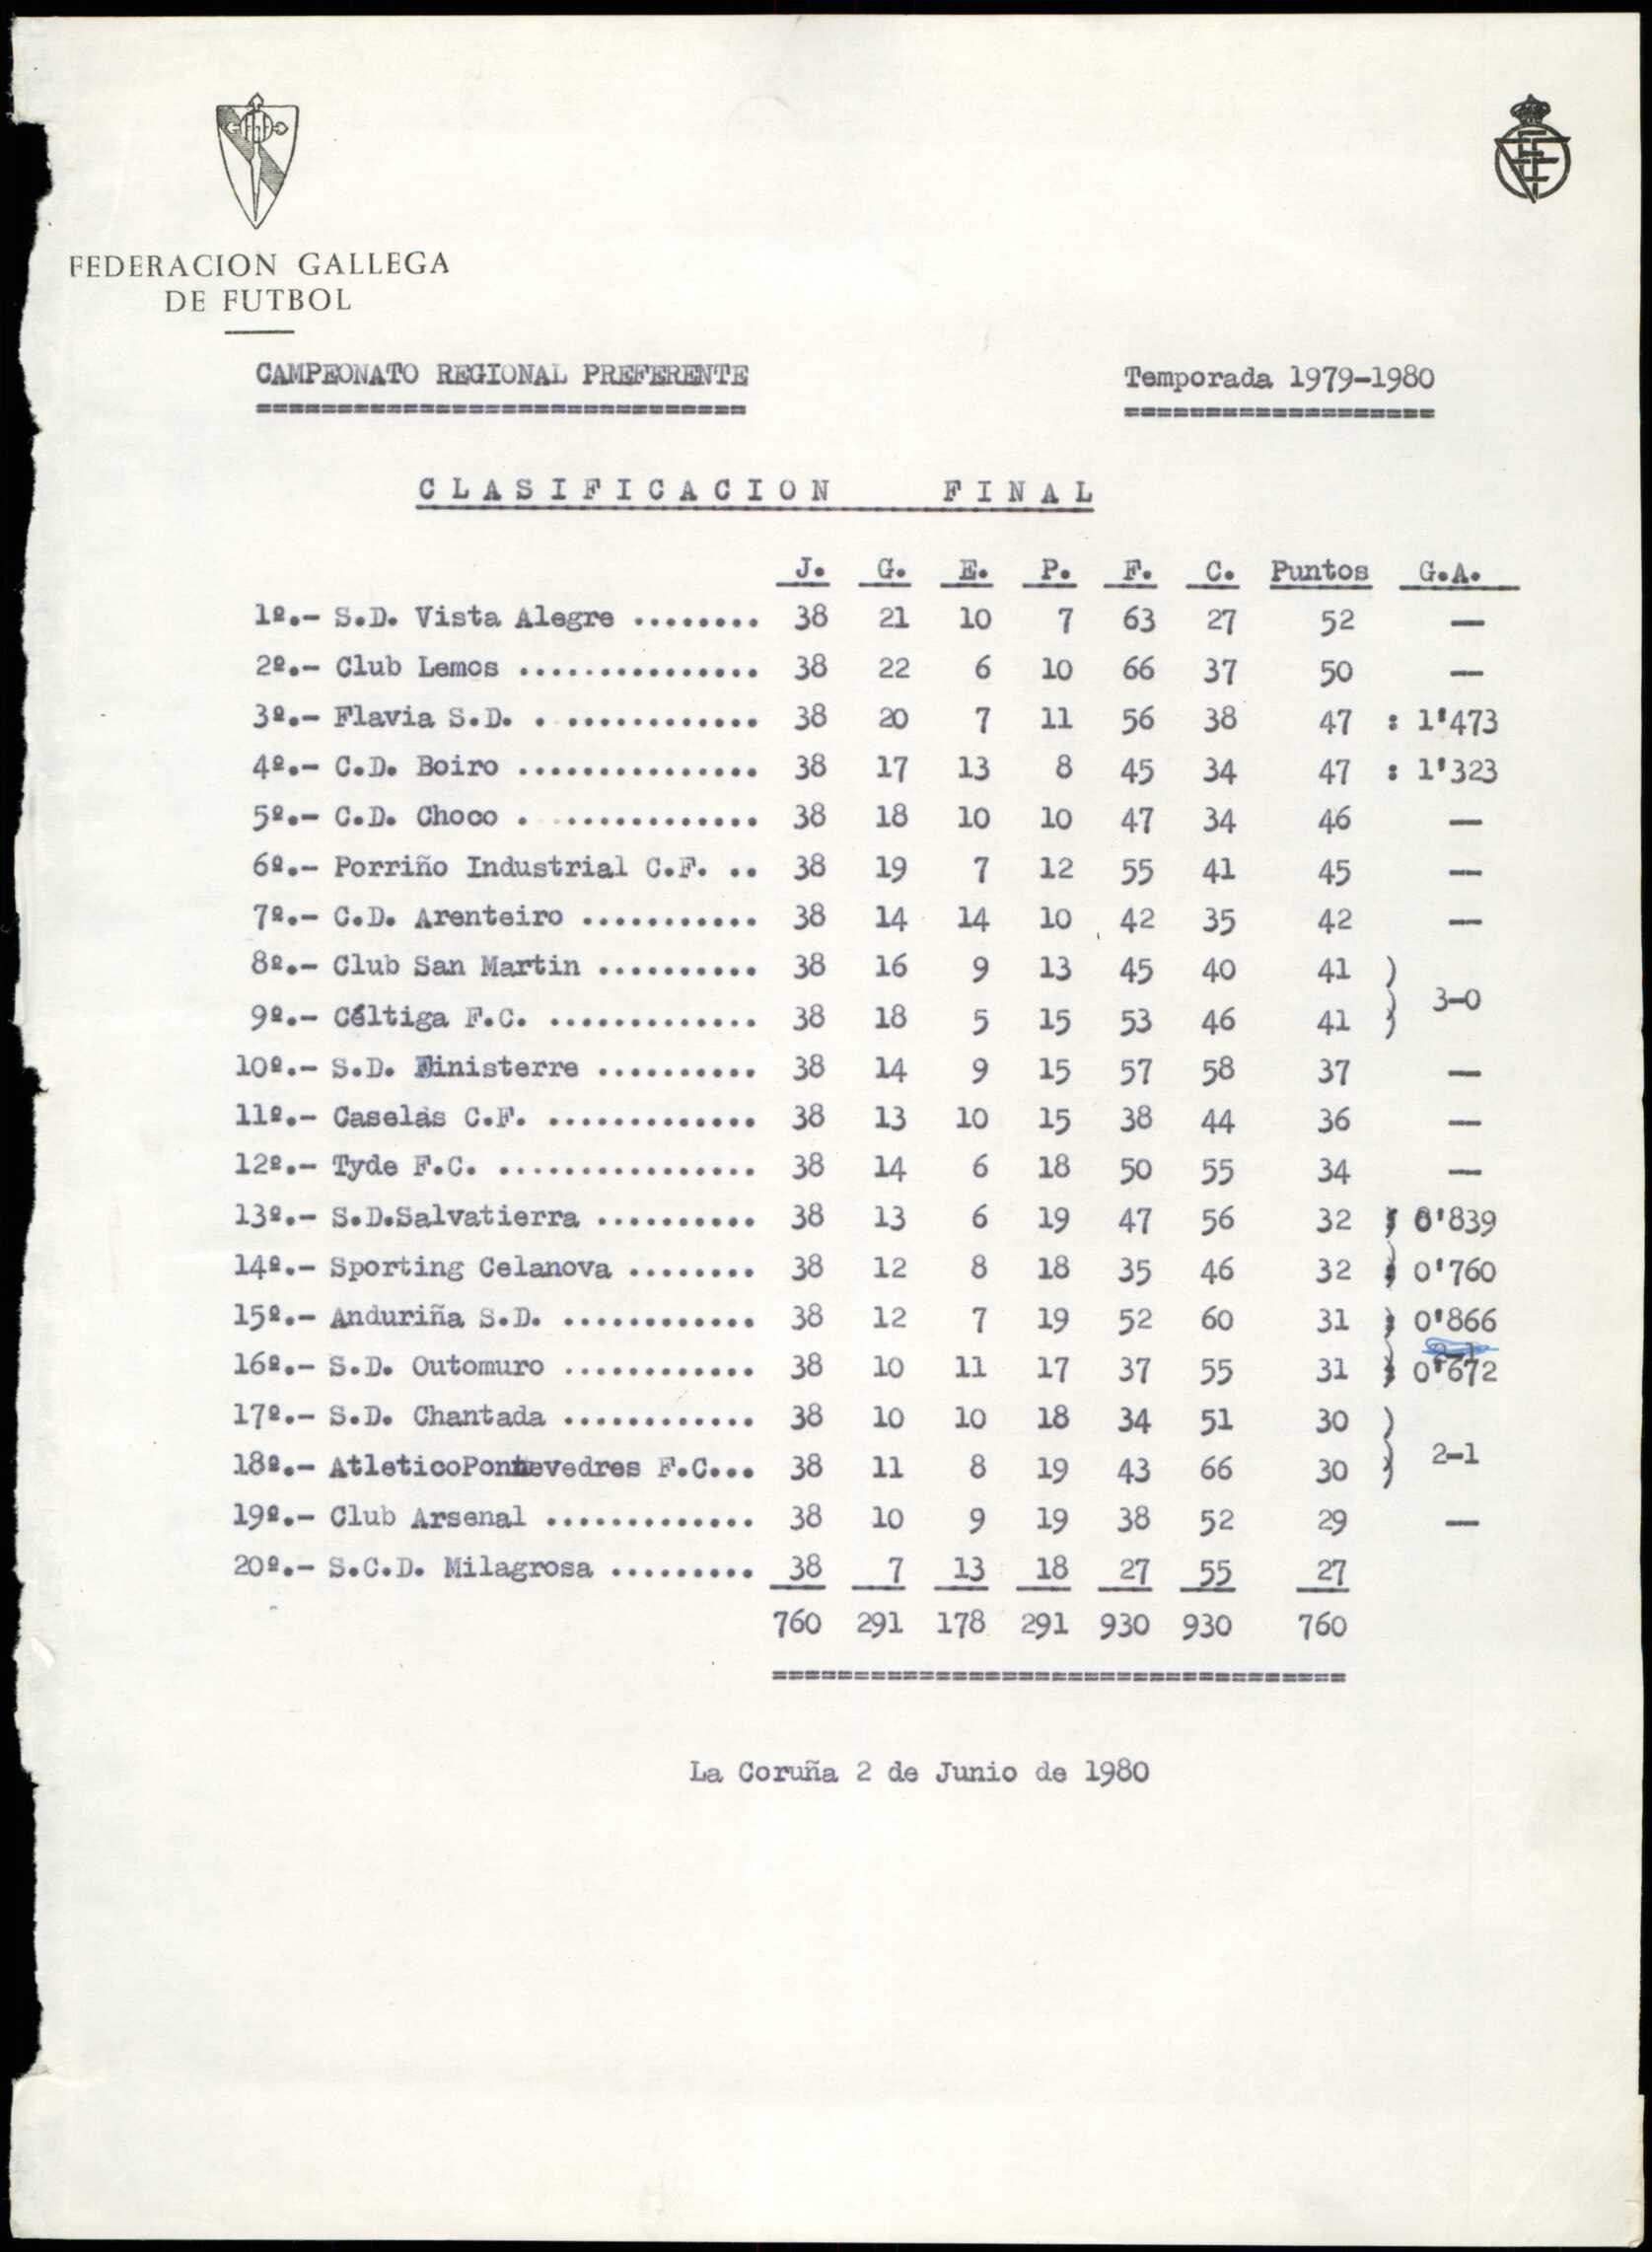 FEDERACION GALLEGA
DE FUTBOL
CAMPEONATO REGIONAL PREFERENTE Temporada 1979-1980
============================== ===================
C L A S I F I C A C I O N F I N A L
J. G. E. P. F. C. Puntos G.A.
1º.- S.D. Vista Alegre ........ 38 21 10 7 63 27 52 —
2º.- Club Lemos ............... 38 22 6 10 66 37 50 —
3º.- Flavia S.D. . ............ 38 20 7 11 56 38 47 : 1'473
4º.- C.D. Boiro ............... 38 17 13 8 45 34 47 : 1'323
5º.- C.D. Choco . ............. 38 18 10 10 47 34 46 —
6º.- Porriño Industrial C.F. .. 38 19 7 12 55 41 45 —
7º.- C.D. Arenteiro ........... 38 14 14 10 42 35 42 —
8º.- Club San Martin .......... 38 16 9 13 45 40 41 )
) 3-0
9º.- Céltiga F.C. ............. 38 18 5 15 53 46 41 )
10º.- S.D. Finisterre .......... 38 14 9 15 57 58 37 —
11º.- Caselas C.F. ............. 38 13 10 15 38 44 36 —
12º.- Tyde F.C. ................ 38 14 6 18 50 55 34 —
13º.- S.D.Salvatierra .......... 38 13 6 19 47 56 32 ) 0'839
14º.- Sporting Celanova ........ 38 12 8 18 35 46 32 ) 0'760
15º.- Anduriña S.D. ............ 38 12 7 19 52 60 31 ) 0'866
16º.- S.D. Outomuro ............ 38 10 11 17 37 55 31 ) 0'672
17º.- S.D. Chantada ............ 38 10 10 18 34 51 30 )
) 2-1
18º.- AtleticoPontevedres F.C... 38 11 8 19 43 66 30 )
19º.- Club Arsenal ............. 38 10 9 19 38 52 29 —
20º.- S.C.D. Milagrosa ......... 38 7 13 18 27 55 27
760 291 178 291 930 930 760
===================================
La Coruña 2 de Junio de 1980